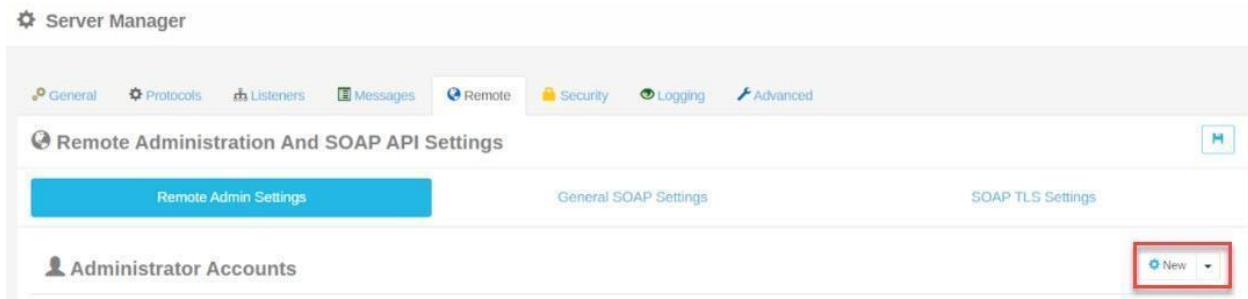 Server Manager
General Protocols Listeners Messages Remote Security Logging Advanced
Remote Administration And SOAP API Settings
Remote Admin Settings General SOAP Settings SOAP TLS Settings
Administrator Accounts New